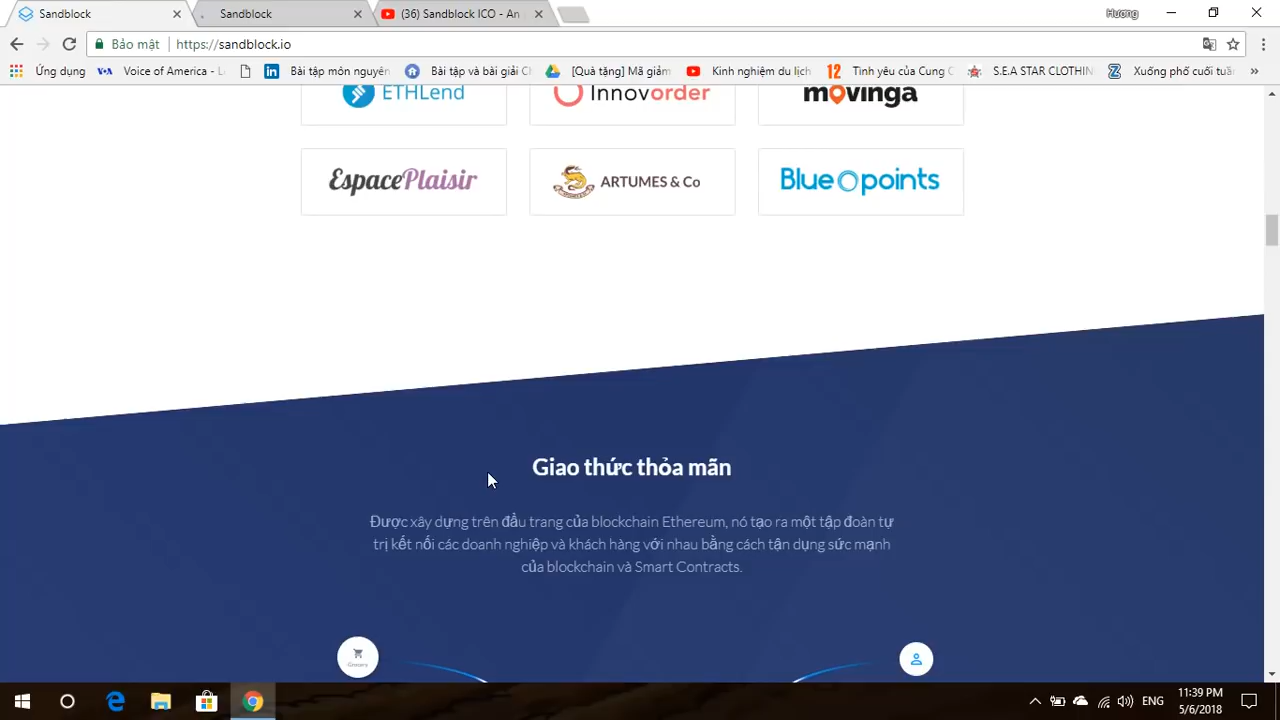 Sandblock
Sandblock
(36) Sandblock ICO - An
Hương
Bảo mật
https://sandblock.io
Ứng dụng
Voice of America - L
Bài tập môn nguyên
Bài tập và bài giải
[Quà tặng] Mã giảm
Kinh nghiệm du lịch
12 Tình yêu của Cung
S.E.A STAR CLOTHIN
Xuống phố cuối tuần
»
ETHLend
Innovorder
movinga
EspacePlaisir
ARTUMES & Co
Blue points
Giao thức thỏa mãn
Được xây dựng trên đầu trang của blockchain Ethereum, nó tạo ra một tập đoàn tự
trị kết nối các doanh nghiệp và khách hàng với nhau bằng cách tận dụng sức mạnh
của blockchain và Smart Contracts.
Grocery
ENG
11:39 PM
5/6/2018